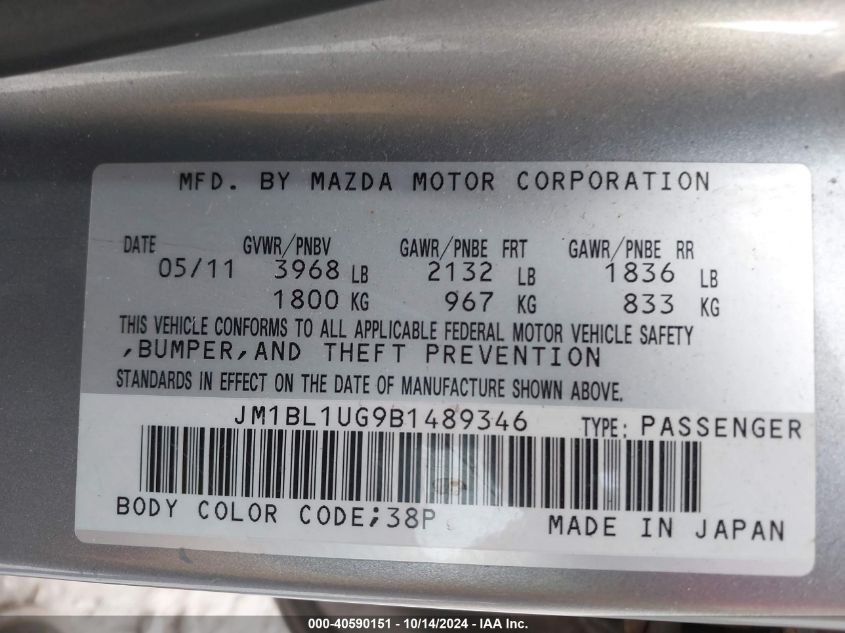 MFD. BY MAZDA MOTOR CORPORATION
DATE GVWR/PNBV GAWR/PNBE FRT GAWR/PNBE RR
05/11 3968 LB 2132 LB 1836 LB
1800 KG 967 KG 833 KG
THIS VEHICLE CONFORMS TO ALL APPLICABLE FEDERAL MOTOR VEHICLE SAFETY
,BUMPER,AND THEFT PREVENTION
STANDARDS IN EFFECT ON THE DATE OF MANUFACTURE SHOWN ABOVE.
JM1BL1UG9B1489346 TYPE: PASSENGER
BODY COLOR CODE;38P MADE IN JAPAN
000-40590151 - 10/14/2024 - IAA, Inc.